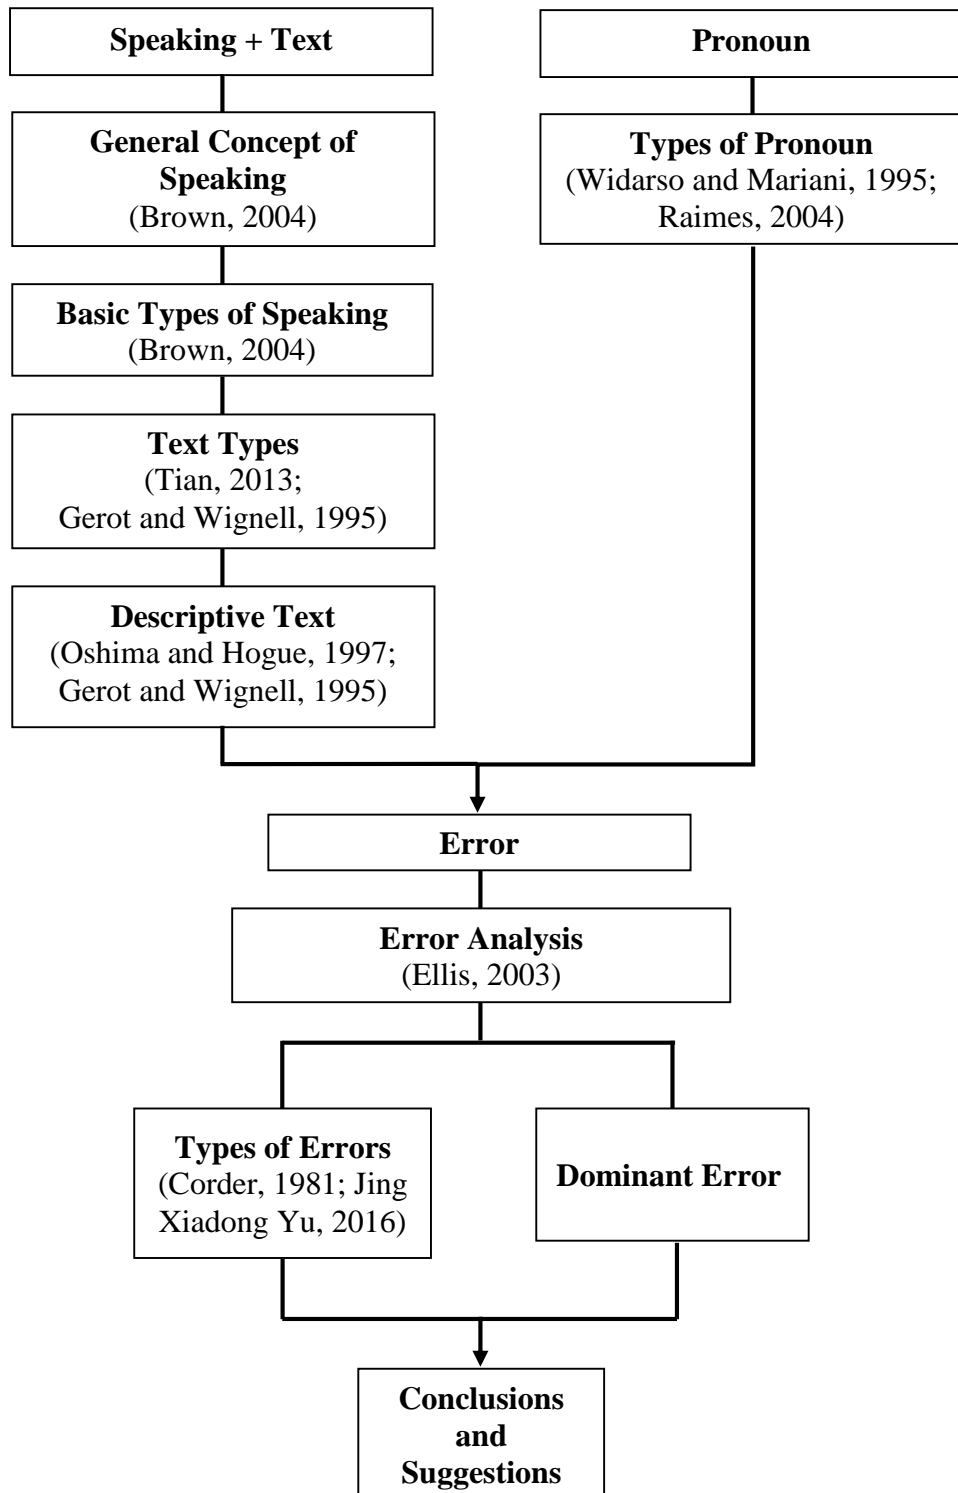 Speaking + Text
Pronoun
General Concept of
Speaking
(Brown, 2004)
Types of Pronoun
(Widarso and Mariani, 1995;
Raimes, 2004)
Basic Types of Speaking
(Brown, 2004)
Text Types
(Tian, 2013;
Gerot and Wignell, 1995)
Descriptive Text
(Oshima and Hogue, 1997;
Gerot and Wignell, 1995)
Error
Error Analysis
(Ellis, 2003)
Types of Errors
(Corder, 1981; Jing
Xiadong Yu, 2016)
Dominant Error
Conclusions
and
Suggestions